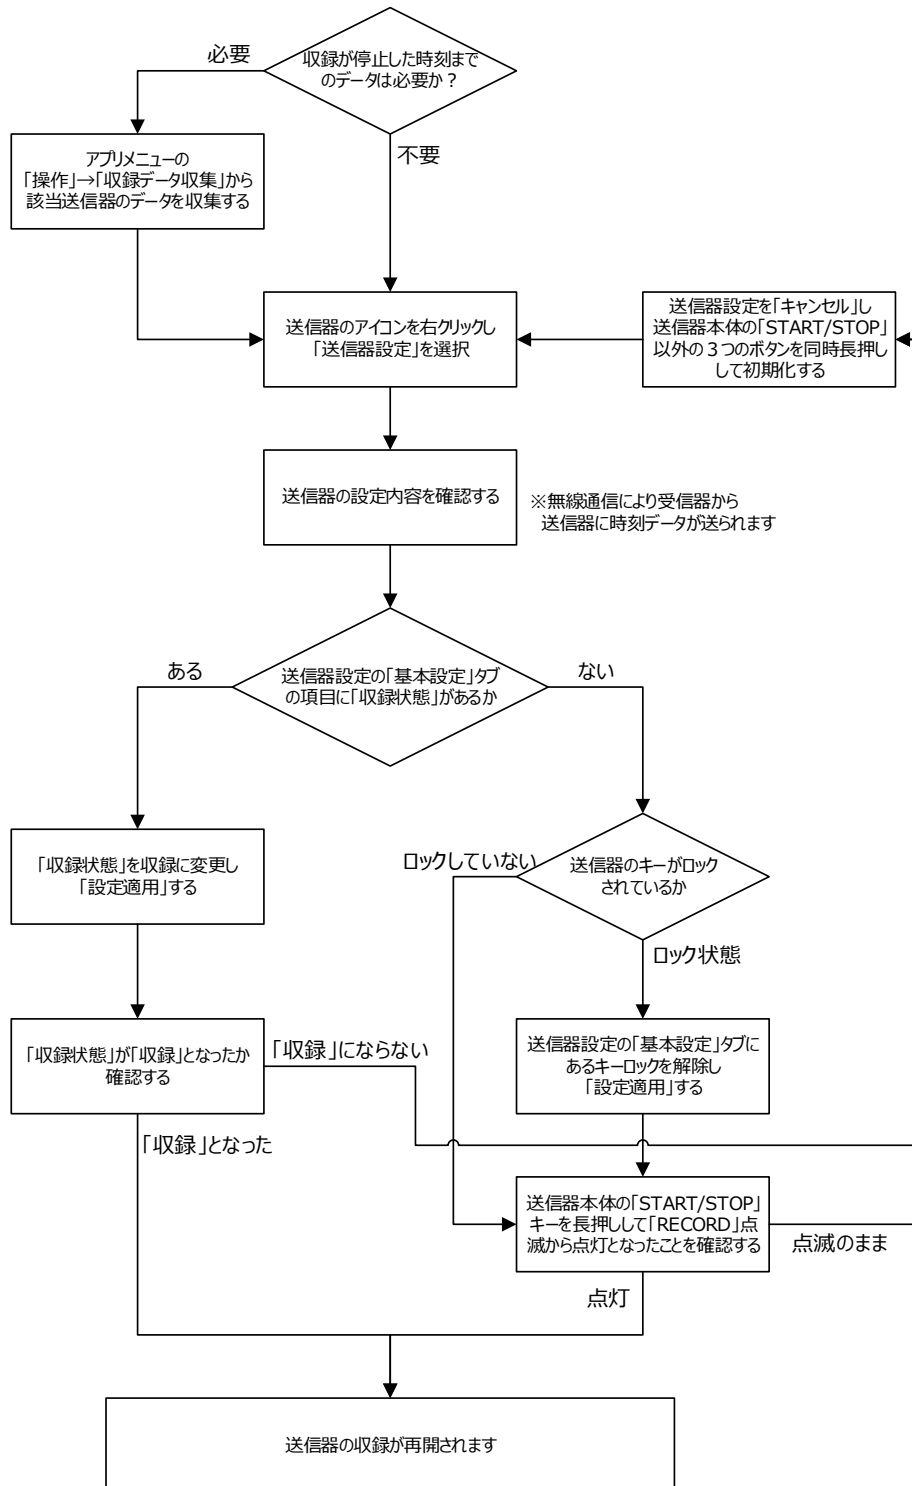 収録が停止した時刻まで
のデータは必要か？
必要
不要
アプリメニューの
「操作」→「収録データ収集」から
該当送信器のデータを収集する
送信器のアイコンを右クリックし
「送信器設定」を選択
送信器設定を「キャンセル」し
送信器本体の「START/STOP」
以外の３つのボタンを同時長押し
して初期化する
送信器の設定内容を確認する
※無線通信により受信器から
送信器に時刻データが送られます
送信器設定の「基本設定」タブ
の項目に「収録状態」があるか
ある
ない
「収録状態」を収録に変更し
「設定適用」する
送信器のキーがロック
されているか
ロックしていない
ロック状態
「収録状態」が「収録」となったか
確認する
「収録」にならない
「収録」となった
送信器設定の「基本設定」タブに
あるキーロックを解除し
「設定適用」する
送信器本体の「START/STOP」
キーを長押しして「RECORD」点
滅から点灯となったことを確認する
点滅のまま
点灯
送信器の収録が再開されます